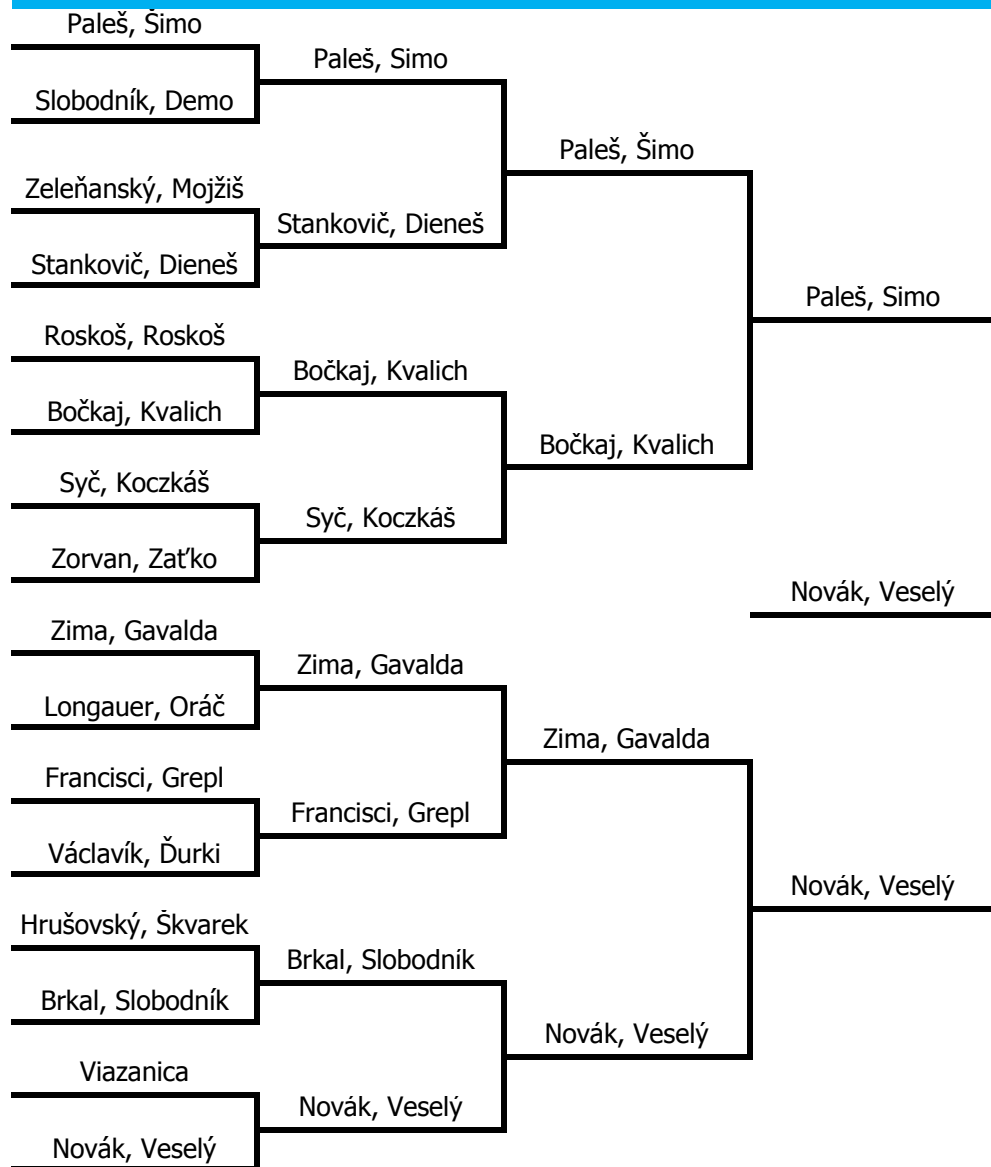 Paleš, Šimo
Slobodník, Demo
Zeleňanský, Mojžiš
Stankovič, Dieneš
Roskoš, Roskoš
Bočkaj, Kvalich
Syč, Koczkáš
Zorvan, Zaťko
Zima, Gavalda
Longauer, Oráč
Francisci, Grepl
Václavík, Ďurki
Hrušovský, Škvarek
Brkal, Slobodník
Viazanica
Novák, Veselý
Paleš, Simo
Stankovič, Dieneš
Bočkaj, Kvalich
Syč, Koczkáš
Zima, Gavalda
Francisci, Grepl
Brkal, Slobodník
Novák, Veselý
Paleš, Šimo
Bočkaj, Kvalich
Zima, Gavalda
Novák, Veselý
Paleš, Simo
Novák, Veselý
Novák, Veselý